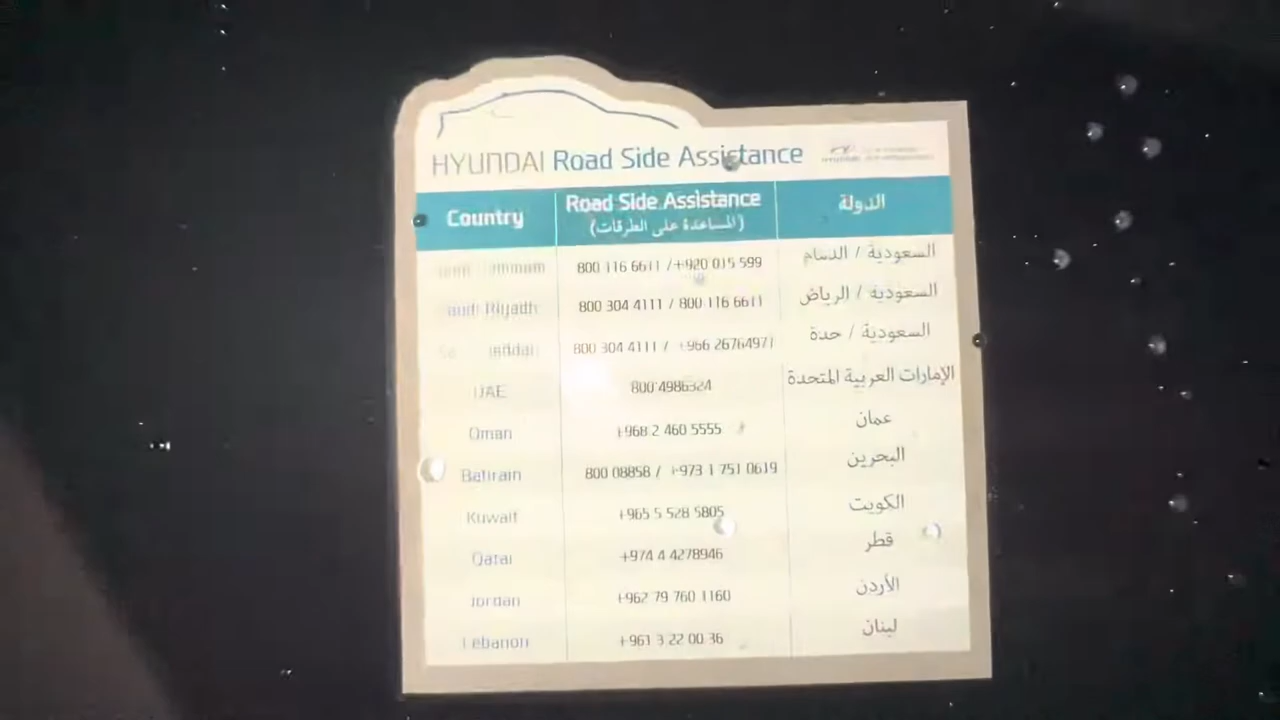 HYUNDAI Road Side Assistance
Country Road Side Assistance الدولة
(المساعدة على الطرقات)
800 116 6611 / +920 015 599 السعودية / الدمام
Riyadh 800 304 4111 / 800 116 6611 السعودية / الرياض
800 304 4111 / +966 26764971 السعودية / جدة
UAE 800 4986324 الإمارات العربية المتحدة
Oman +968 2 460 5555 عمان
Bahrain 800 08858 / +973 1 751 0619 البحرين
Kuwait +965 5 528 5805 الكويت
Qatar +974 4 4278946 قطر
Jordan +962 79 760 1160 الأردن
Lebanon +961 3 22 00 36 لبنان